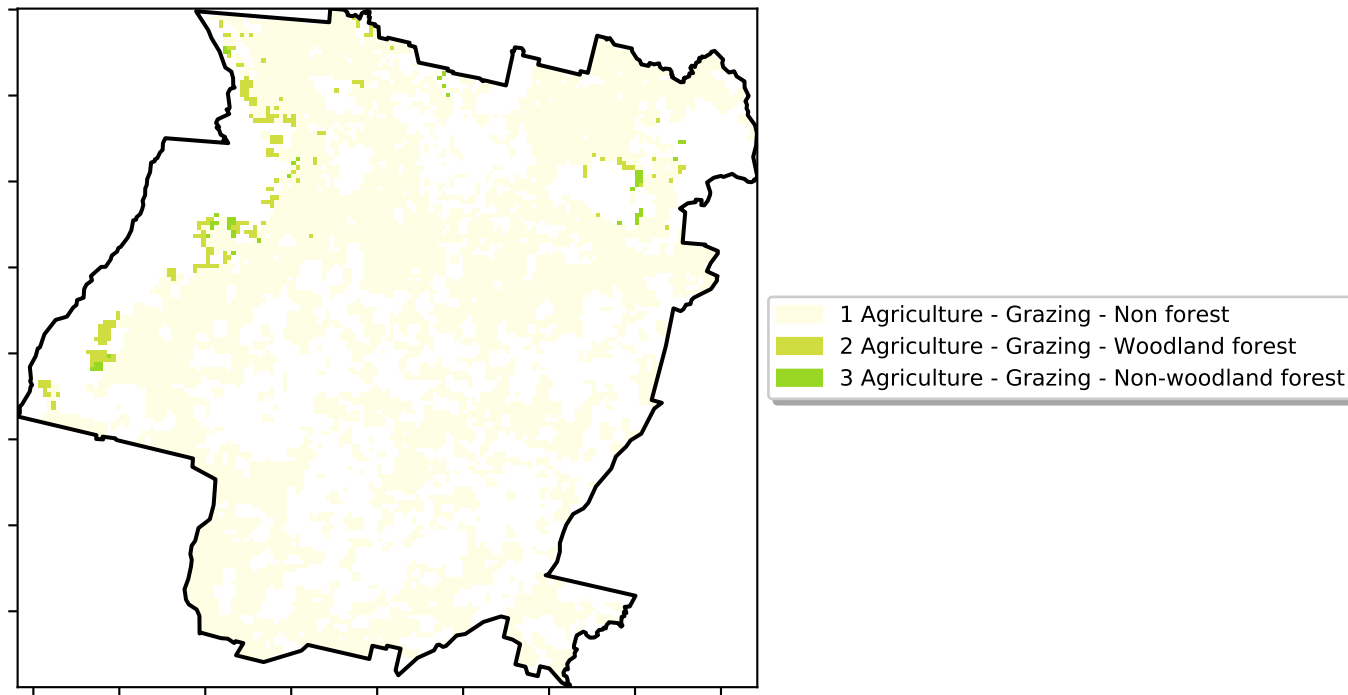 1 Agriculture - Grazing - Non forest
2 Agriculture - Grazing - Woodland forest
3 Agriculture - Grazing - Non-woodland forest